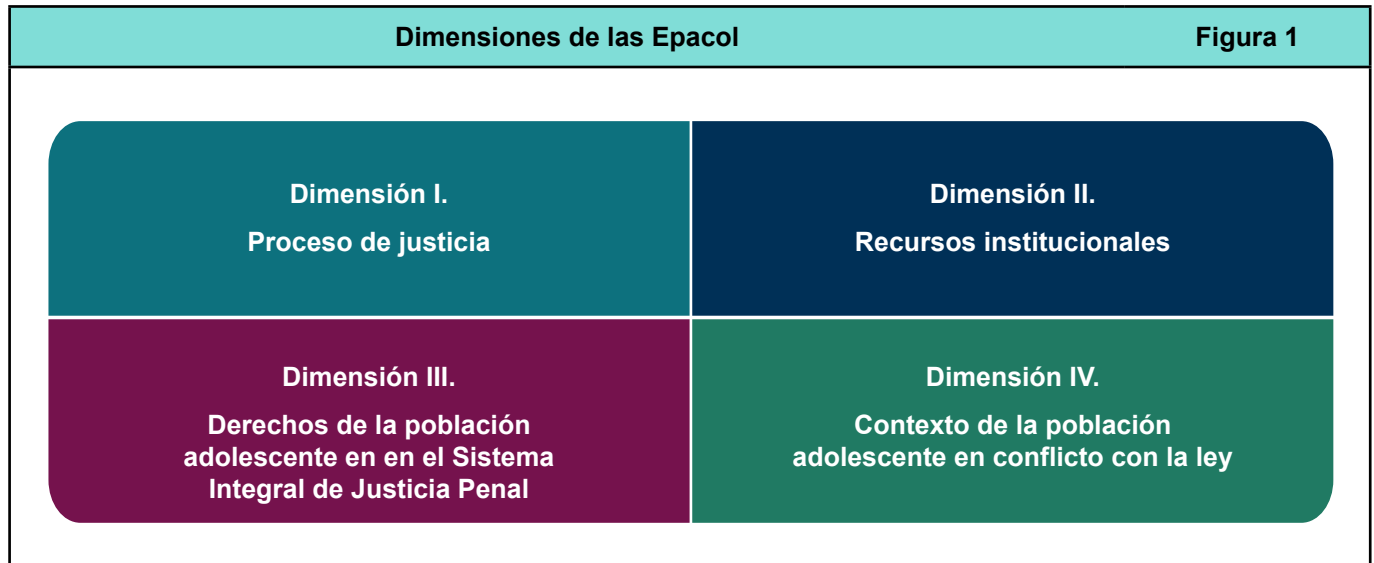 Dimensiones de las Epacol
Figura 1
Dimensión I.
Proceso de justicia
Dimensión II.
Recursos institucionales
Dimensión III.
Derechos de la población
adolescente en en el Sistema
Integral de Justicia Penal
Dimensión IV.
Contexto de la población
adolescente en conflicto con la ley